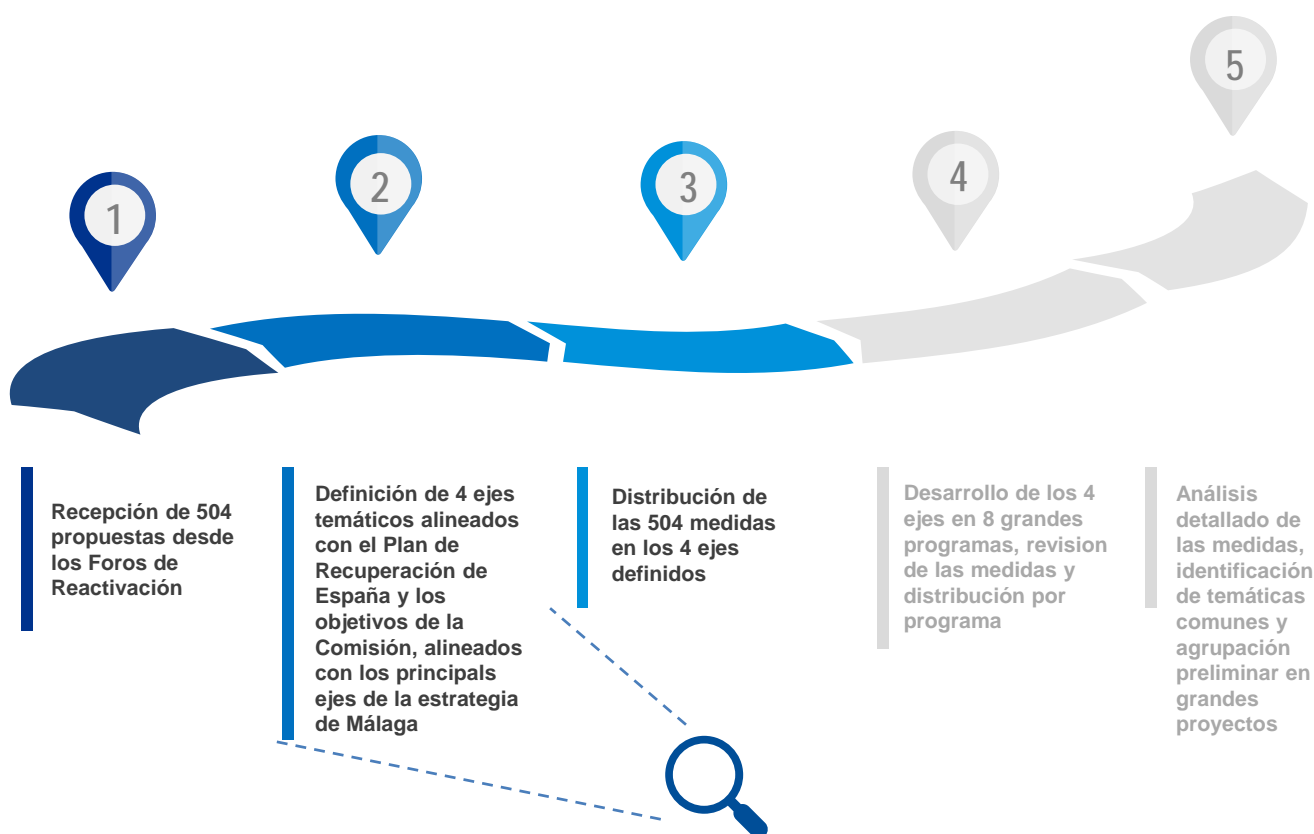 1
Recepción de 504
propuestas desde
los Foros de
Reactivación
2
Definición de 4 ejes
temáticos alineados
con el Plan de
Recuperación de
España y los
objetivos de la
Comisión, alineados
con los principals
ejes de la estrategia
de Málaga
3
Distribución de
las 504 medidas
en los 4 ejes
definidos
4
Desarrollo de los 4
ejes en 8 grandes
programas, revision
de las medidas y
distribución por
programa
5
Análisis
detallado de
las medidas,
identificación
de temáticas
comunes y
agrupación
preliminar en
grandes
proyectos